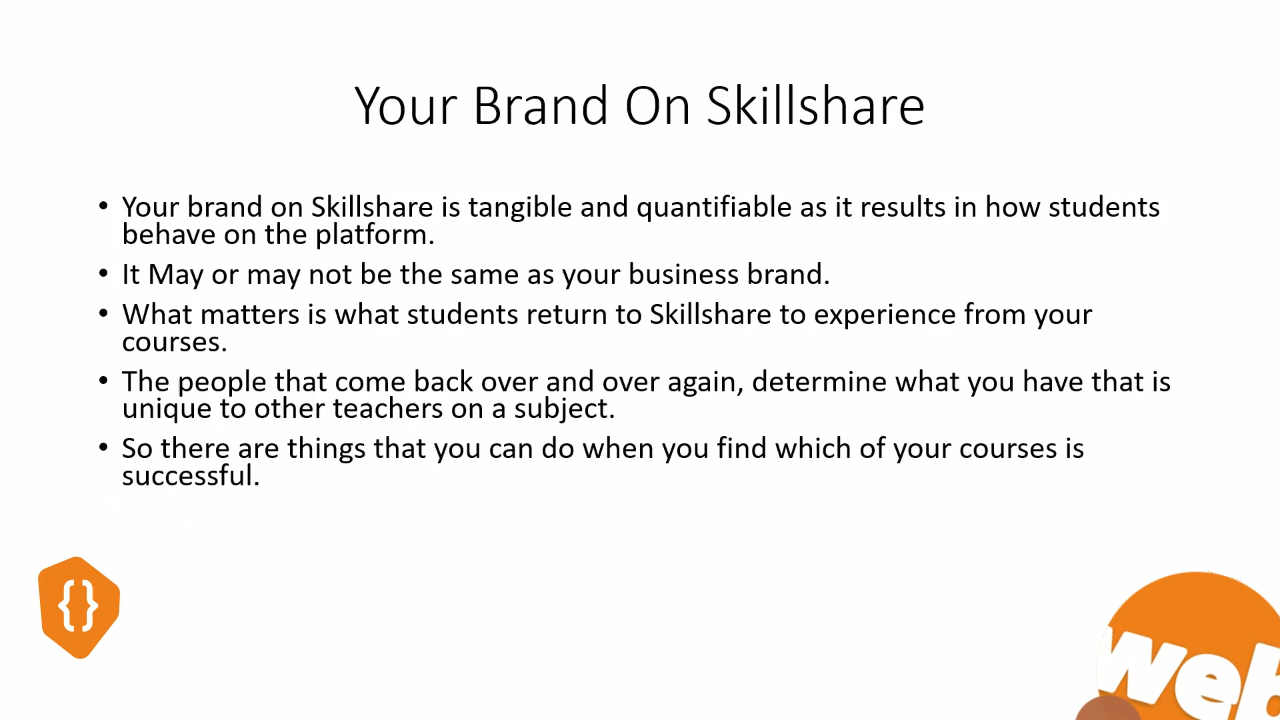 Your Brand On Skillshare
• Your brand on Skillshare is tangible and quantifiable as it results in how students
behave on the platform.
• It May or may not be the same as your business brand.
• What matters is what students return to Skillshare to experience from your
courses.
• The people that come back over and over again, determine what you have that is
unique to other teachers on a subject.
• So there are things that you can do when you find which of your courses is
successful.
{}
web